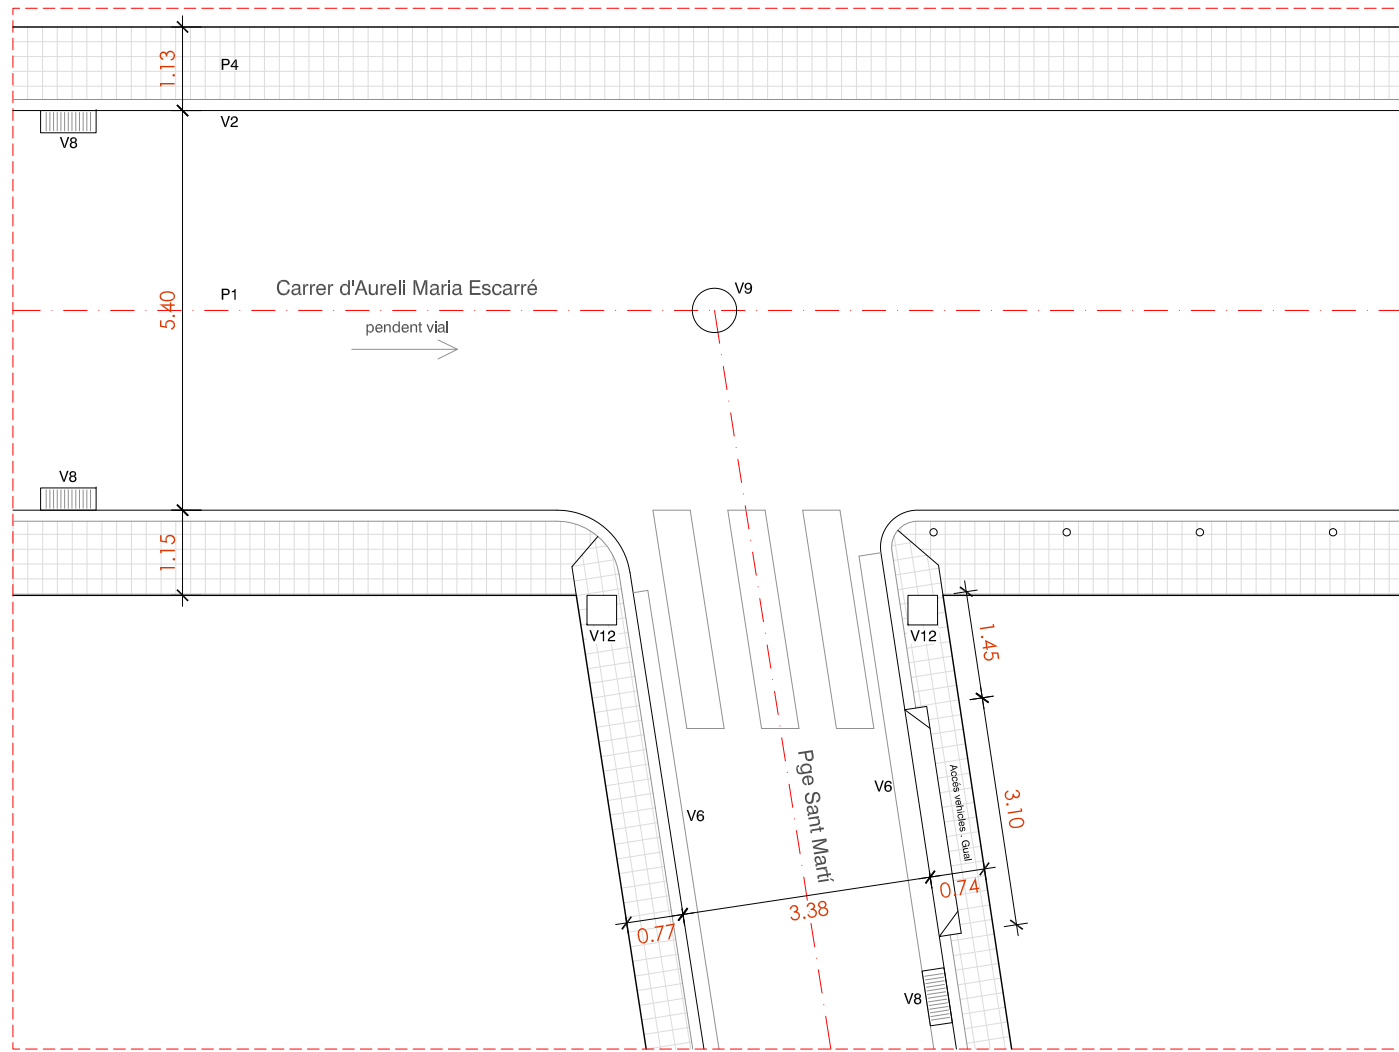 1.13
P4
V2
V8
5.40
P1
Carrer d'Aureli Maria Escarré
pendent vial
V9
V8
1.15
V12
V12
1.45
Pge Sant Martí
V6
V6
Accés vehicles . Gual
3.10
0.77
3.38
0.74
V8